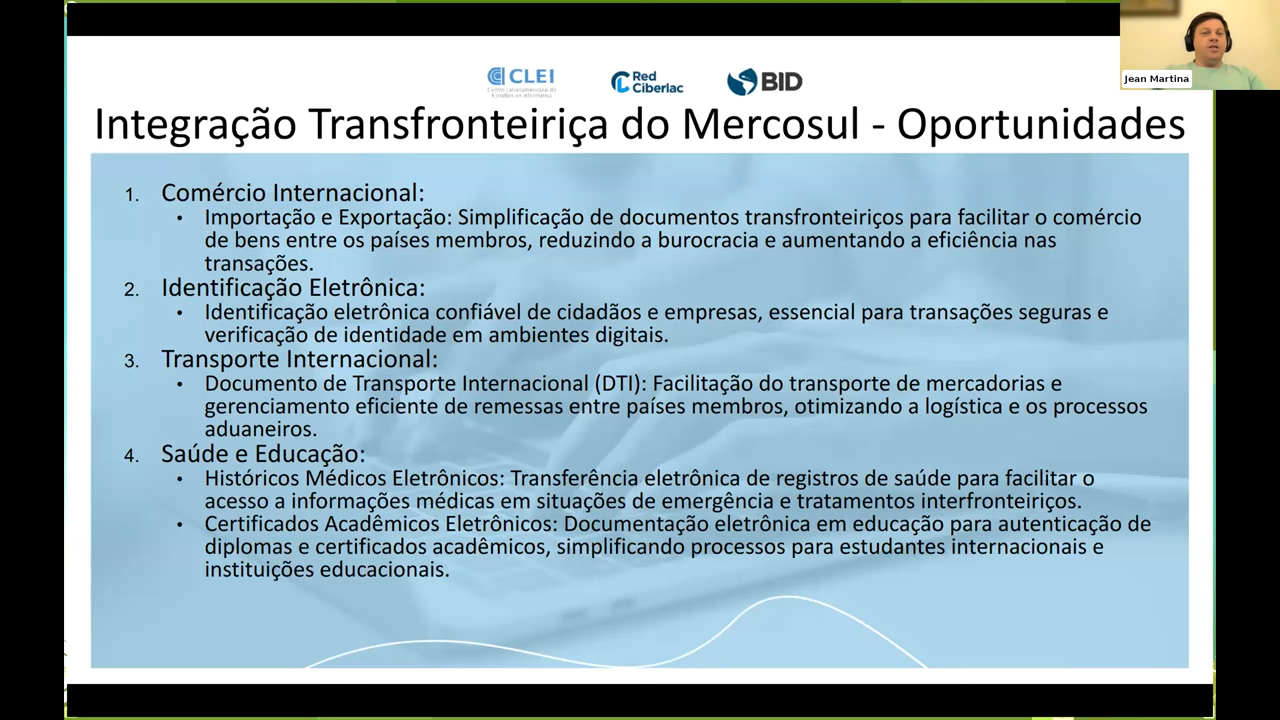 Jean Martina
CLEI
Centro Latinoamericano de
Estudios en Informática
Red
Ciberlac
BID
Integração Transfronteiriça do Mercosul - Oportunidades
1. Comércio Internacional:
• Importação e Exportação: Simplificação de documentos transfronteiriços para facilitar o comércio
de bens entre os países membros, reduzindo a burocracia e aumentando a eficiência nas
transações.
2. Identificação Eletrônica:
• Identificação eletrônica confiável de cidadãos e empresas, essencial para transações seguras e
verificação de identidade em ambientes digitais.
3. Transporte Internacional:
• Documento de Transporte Internacional (DTI): Facilitação do transporte de mercadorias e
gerenciamento eficiente de remessas entre países membros, otimizando a logística e os processos
aduaneiros.
4. Saúde e Educação:
• Históricos Médicos Eletrônicos: Transferência eletrônica de registros de saúde para facilitar o
acesso a informações médicas em situações de emergência e tratamentos interfronteiriços.
• Certificados Acadêmicos Eletrônicos: Documentação eletrônica em educação para autenticação de
diplomas e certificados acadêmicos, simplificando processos para estudantes internacionais e
instituições educacionais.